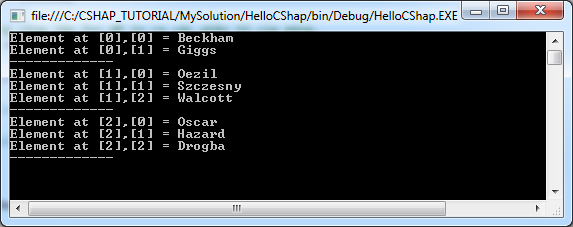 file:///C:/CSHAP_TUTORIAL/MySolution/HelloCShap/bin/Debug/HelloCShap.EXE
Element at [0],[0] = Beckham
Element at [0],[1] = Giggs
-------------
Element at [1],[0] = Oezil
Element at [1],[1] = Szczesny
Element at [1],[2] = Walcott
-------------
Element at [2],[0] = Oscar
Element at [2],[1] = Hazard
Element at [2],[2] = Drogba
-------------